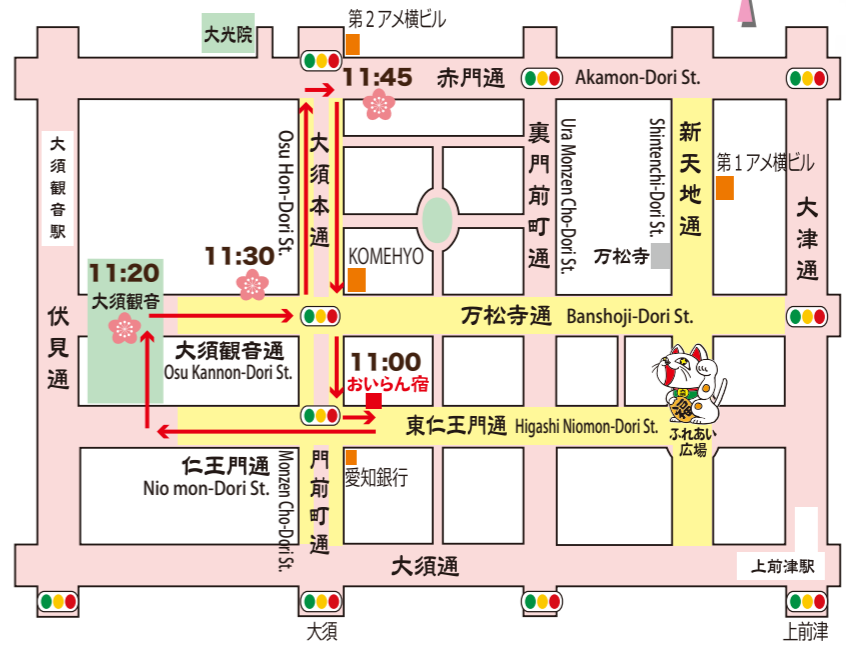 第2アメ横ビル
大光院
11:45
赤門通
Akamon-Dori St.
大須観音駅
Osu Hon-Dori St.
大須本通
裏門前町通
Ura Monzen Cho-Dori St.
Shintenchi-Dori St.
新天地通
第1アメ横ビル
大津通
11:30
KOMEHYO
万松寺
11:20
大須観音
伏見通
万松寺通
Banshoji-Dori St.
大須観音通
Osu Kannon-Dori St.
11:00
おいらん宿
東仁王門通
Higashi Niomon-Dori St.
ふれあい
広場
仁王門通
Nio mon-Dori St.
Monzen Cho-Dori St.
門前町通
愛知銀行
大須通
上前津駅
大須
上前津